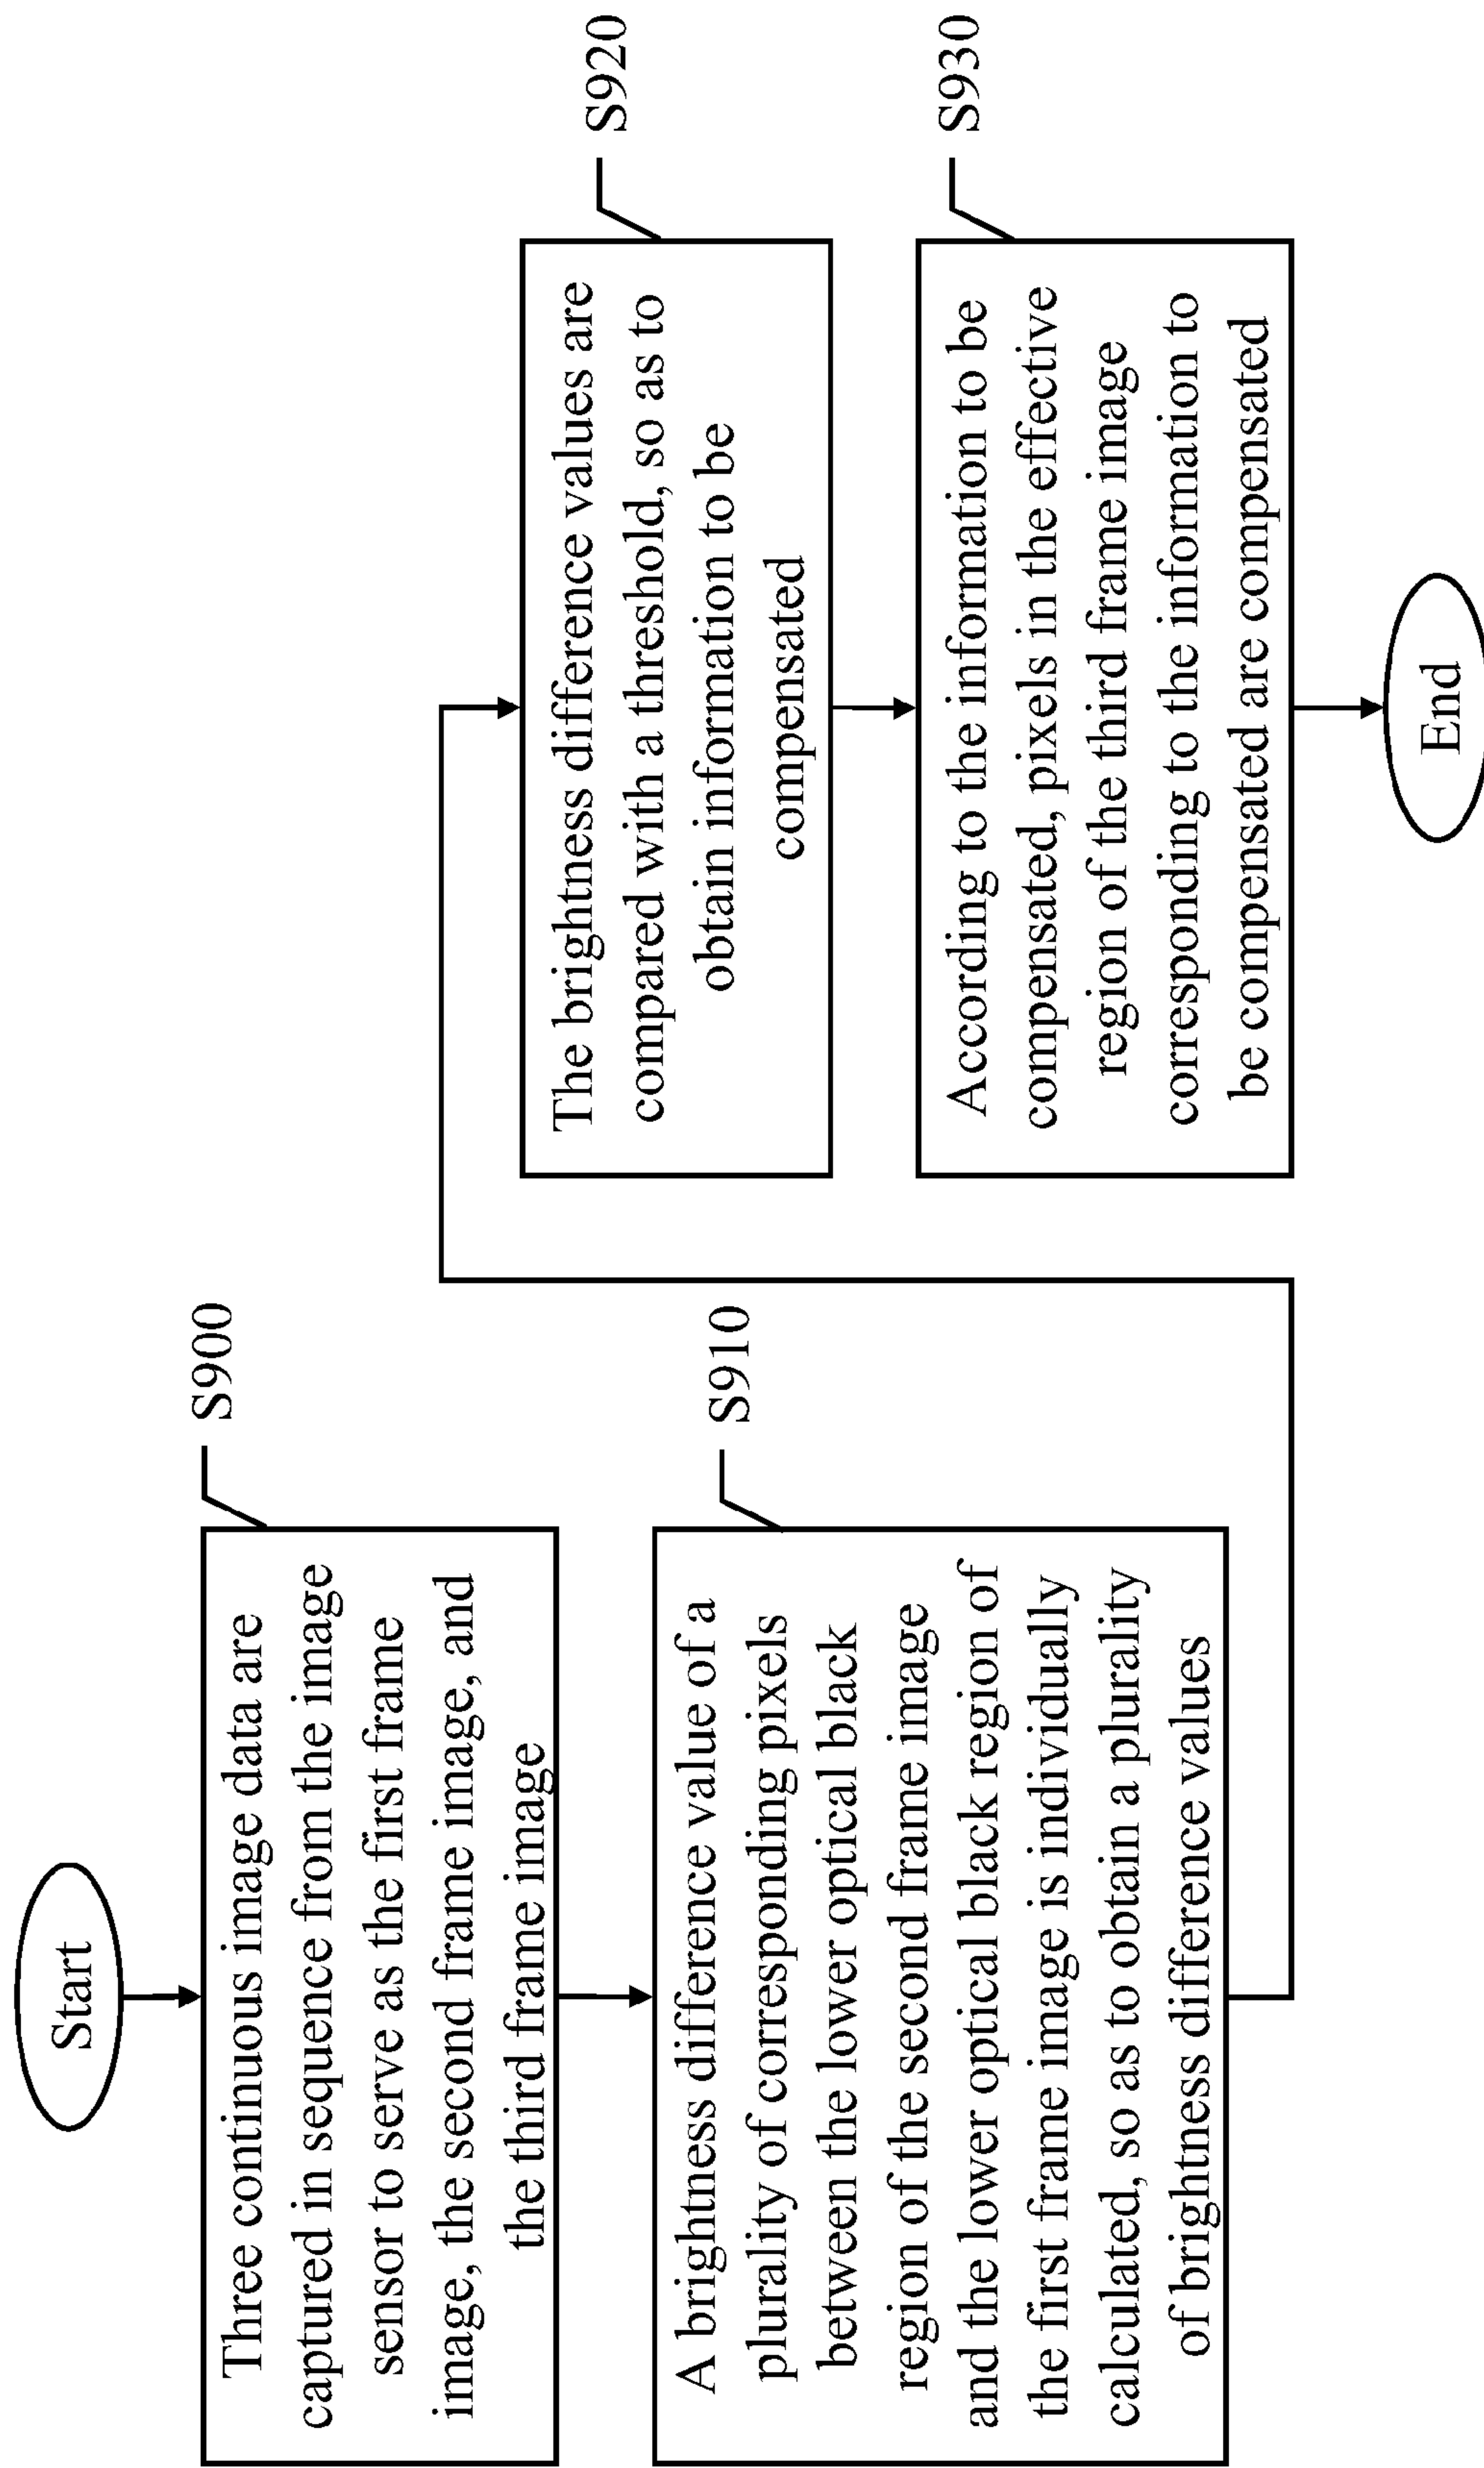 Start
S900
Three continuous image data are
captured in sequence from the image
sensor to serve as the first frame
image, the second frame image, and
the third frame image
S910
A brightness difference value of a
plurality of corresponding pixels
between the lower optical black
region of the second frame image
and the lower optical black region of
the first frame image is individually
calculated, so as to obtain a plurality
of brightness difference values
S920
The brightness difference values are
compared with a threshold, so as to
obtain information to be
compensated
S930
According to the information to be
compensated, pixels in the effective
region of the third frame image
corresponding to the information to
be compensated are compensated
End